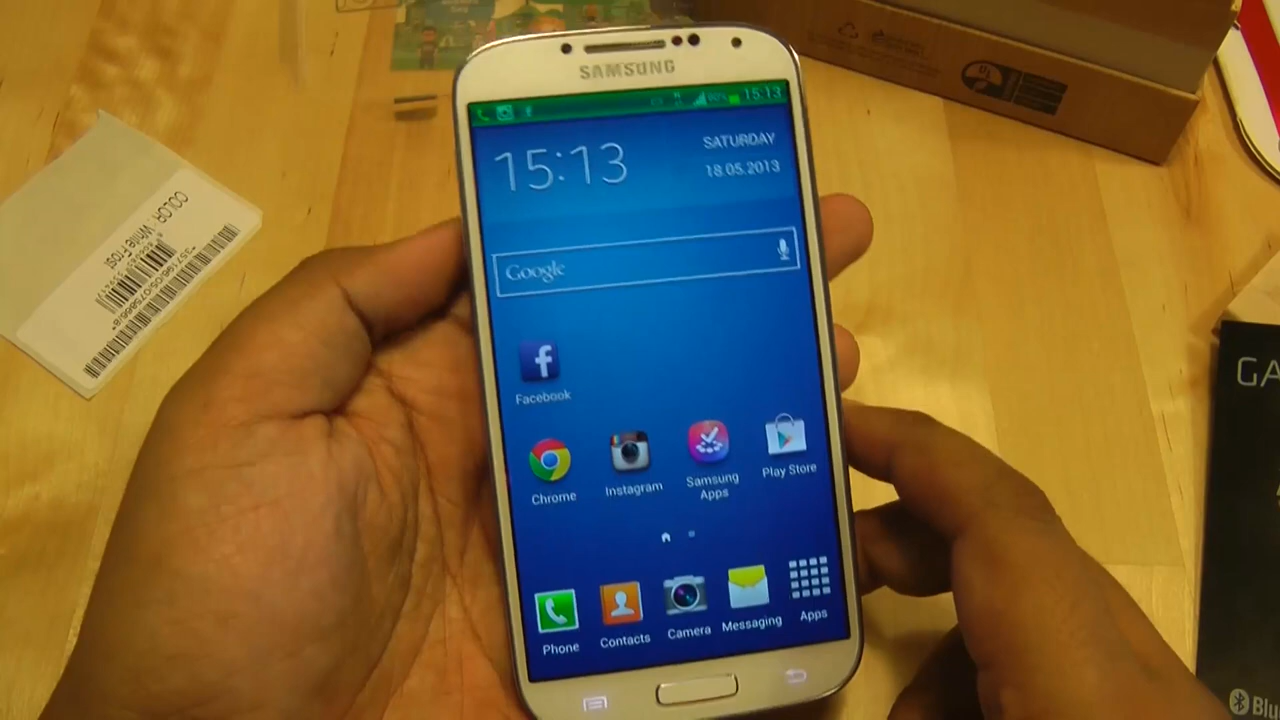 SAMSUNG
15:13
15:13
SATURDAY
18.05.2013
Google
Facebook
Chrome
Instagram
Samsung
Apps
Play Store
Phone
Contacts
Camera
Messaging
Apps
COLOR : White Frost
GA
Blu